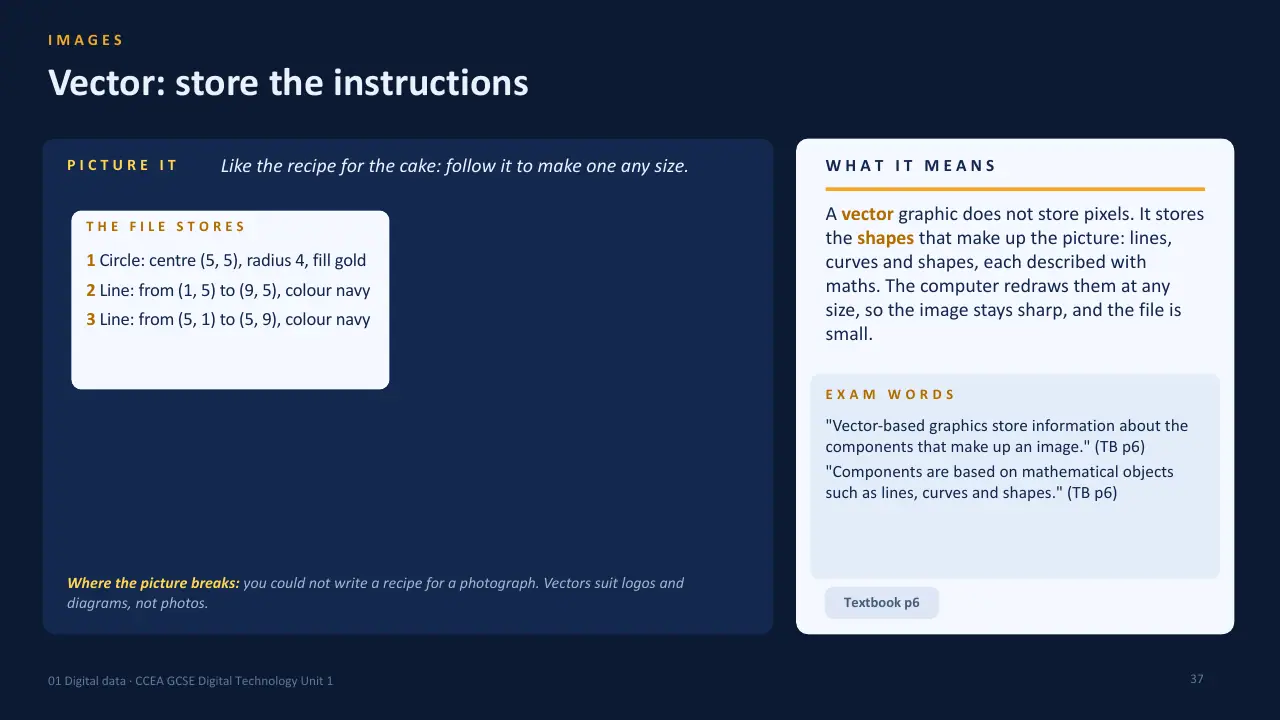 IMAGES
Vector: store the instructions
PICTURE IT
Like the recipe for the cake: follow it to make one any size.
THE FILE STORES
1 Circle: centre (5, 5), radius 4, fill gold
2 Line: from (1, 5) to (9, 5), colour navy
3 Line: from (5, 1) to (5, 9), colour navy
Where the picture breaks: you could not write a recipe for a photograph. Vectors suit logos and
diagrams, not photos.
WHAT IT MEANS
A vector graphic does not store pixels. It stores
the shapes that make up the picture: lines,
curves and shapes, each described with
maths. The computer redraws them at any
size, so the image stays sharp, and the file is
small.
EXAM WORDS
"Vector-based graphics store information about the
components that make up an image." (TB p6)
"Components are based on mathematical objects
such as lines, curves and shapes." (TB p6)
Textbook p6
01 Digital data · CCEA GCSE Digital Technology Unit 1
37